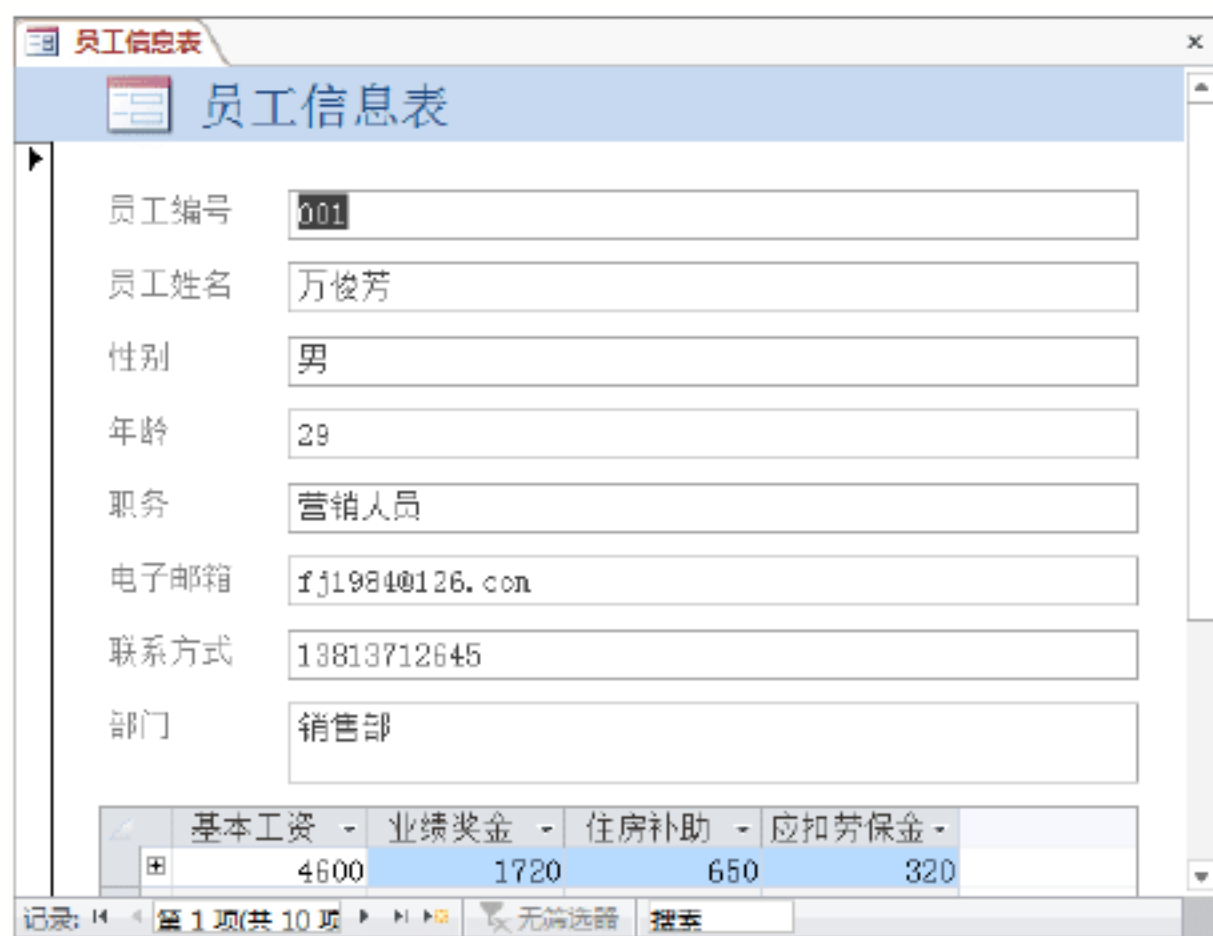 员工信息表
员工信息表
员工编号 001
员工姓名 万俊芳
性别 男
年龄 29
职务 营销人员
电子邮箱 fj1984@126.com
联系方式 13813712645
部门 销售部
基本工资 业绩奖金 住房补助 应扣劳保金
4600 1720 650 320
记录: 第 1 项(共 10 项 无筛选器 搜索